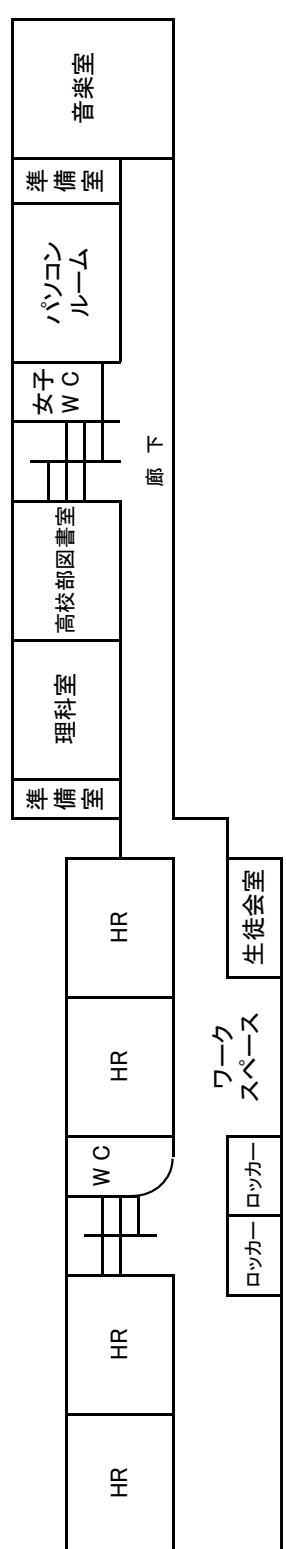 音楽室
準備室
パソコン
ルーム
女子
WC
廊下
高校部図書室
理科室
準備室
HR
生徒会室
HR
ワーク
スペース
WC
ロッカー
ロッカー
HR
HR